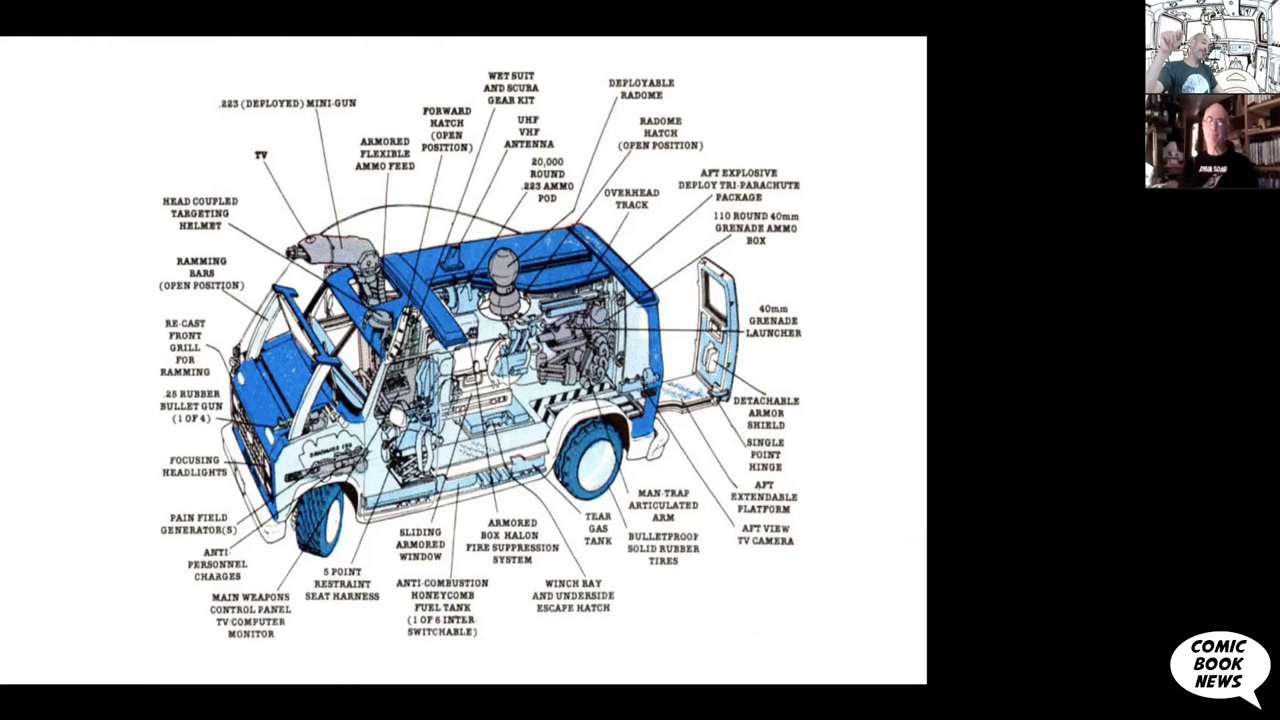 WET SUIT
AND SCUBA
GEAR KIT
DEPLOYABLE
RADOME
.223 (DEPLOYED) MINI-GUN
FORWARD
HATCH
(OPEN
POSITION)
UHF
VHF
ANTENNA
RADOME
HATCH
(OPEN POSITION)
TV
ARMORED
FLEXIBLE
AMMO FEED
20,000
ROUND
.223 AMMO
POD
AFT EXPLOSIVE
DEPLOY TRI-PARACHUTE
PACKAGE
OVERHEAD
TRACK
HEAD COUPLED
TARGETING
HELMET
110 ROUND 40mm
GRENADE AMMO
BOX
RAMMING
BARS
(OPEN POSITION)
40mm
GRENADE
LAUNCHER
RE-CAST
FRONT
GRILL
FOR
RAMMING
.25 RUBBER
BULLET GUN
(1 OF 4)
DETACHABLE
ARMOR
SHIELD
SINGLE
POINT
HINGE
FOCUSING
HEADLIGHTS
AFT
EXTENDABLE
PLATFORM
MAN-TRAP
ARTICULATED
ARM
PAIN FIELD
GENERATOR(S)
SLIDING
ARMORED
WINDOW
ARMORED
BOX HALON
FIRE SUPPRESSION
SYSTEM
TEAR
GAS
TANK
BULLETPROOF
SOLID RUBBER
TIRES
AFT VIEW
TV CAMERA
ANTI-
PERSONNEL
CHARGES
5 POINT
RESTRAINT
SEAT HARNESS
ANTI-COMBUSTION
HONEYCOMB
FUEL TANK
(1 OF 6 INTER-
SWITCHABLE)
WINCH BAY
AND UNDERSIDE
ESCAPE HATCH
MAIN WEAPONS
CONTROL PANEL
TV/COMPUTER
MONITOR
COMIC
BOOK
NEWS